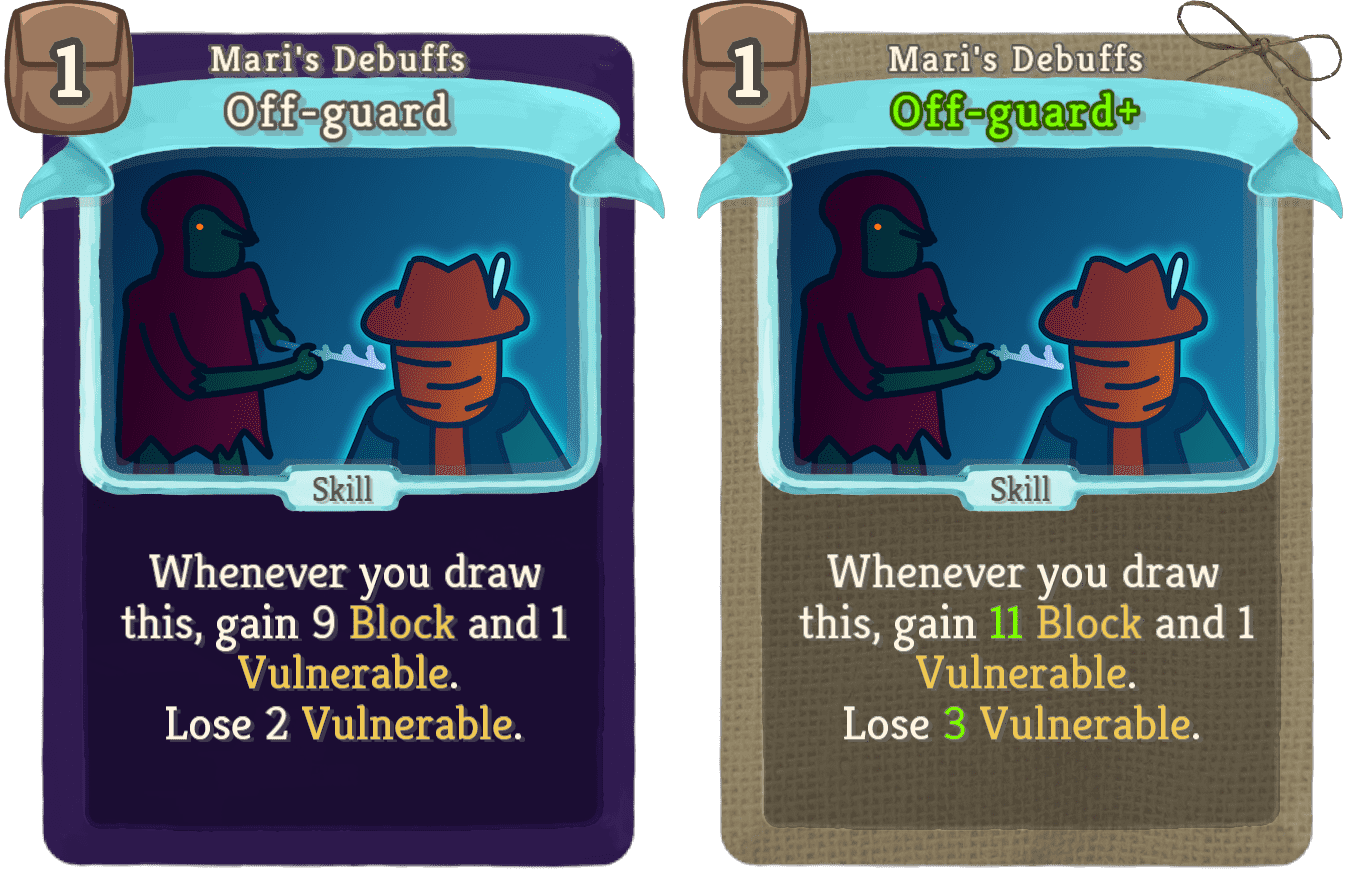 1
Mari's Debuffs
Off-guard
Skill
Whenever you draw
this, gain 9 Block and 1
Vulnerable.
Lose 2 Vulnerable.
1
Mari's Debuffs
Off-guard+
Skill
Whenever you draw
this, gain 11 Block and 1
Vulnerable.
Lose 3 Vulnerable.